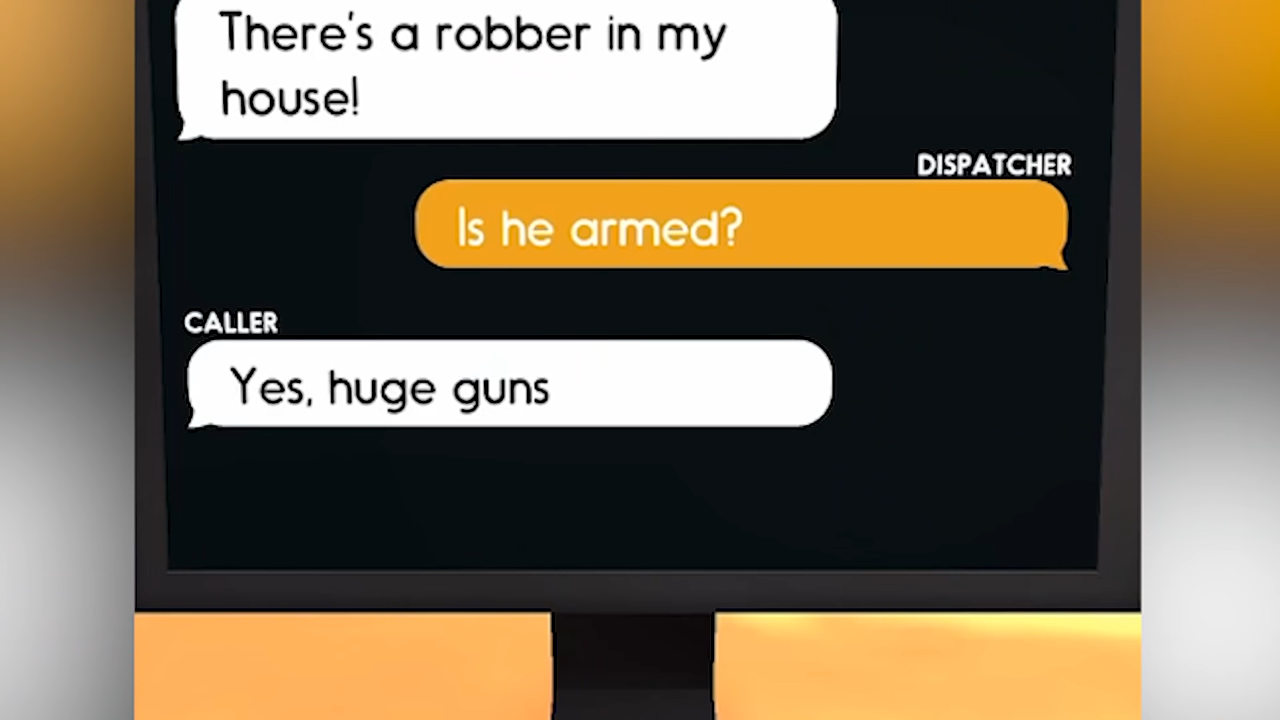 There's a robber in my
house!
DISPATCHER
Is he armed?
CALLER
Yes, huge guns